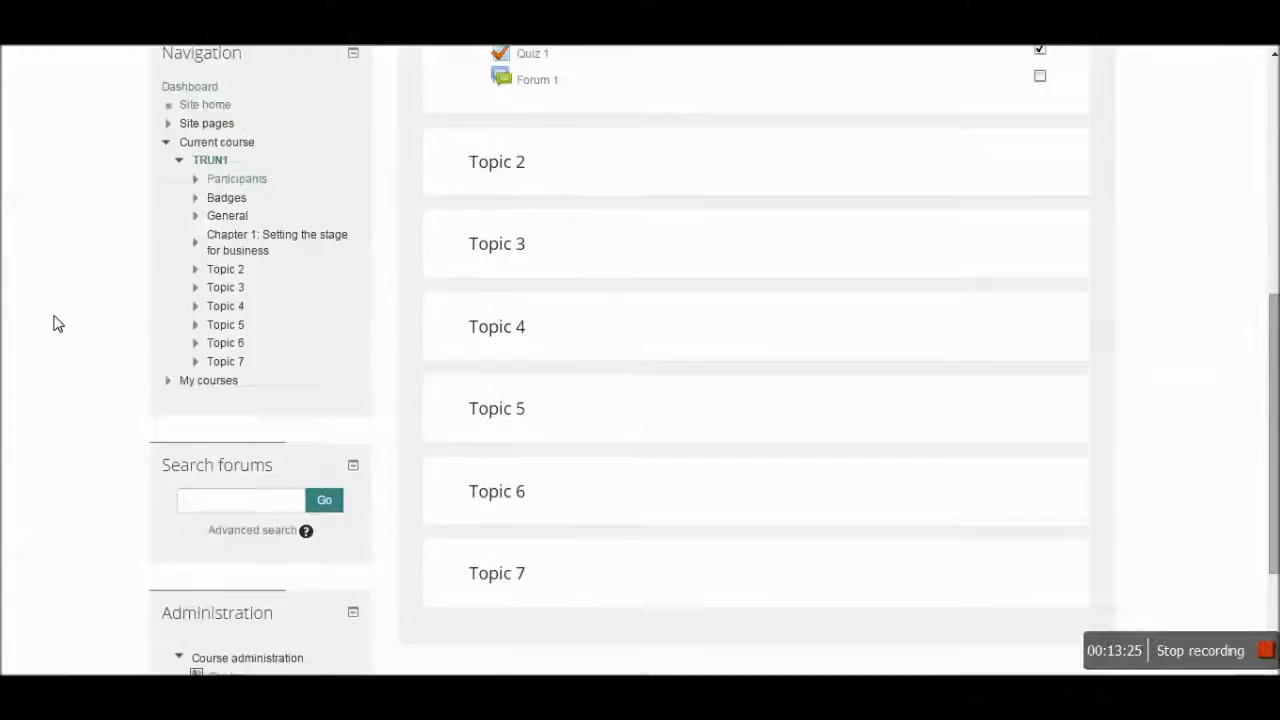 Navigation
Dashboard
Site home
Site pages
Current course
TRUN1
Participants
Badges
General
Chapter 1: Setting the stage
for business
Topic 2
Topic 3
Topic 4
Topic 5
Topic 6
Topic 7
My courses
Search forums
Go
Advanced search ?
Administration
Course administration
Quiz 1
Forum 1
Topic 2
Topic 3
Topic 4
Topic 5
Topic 6
Topic 7
00:13:25
Stop recording